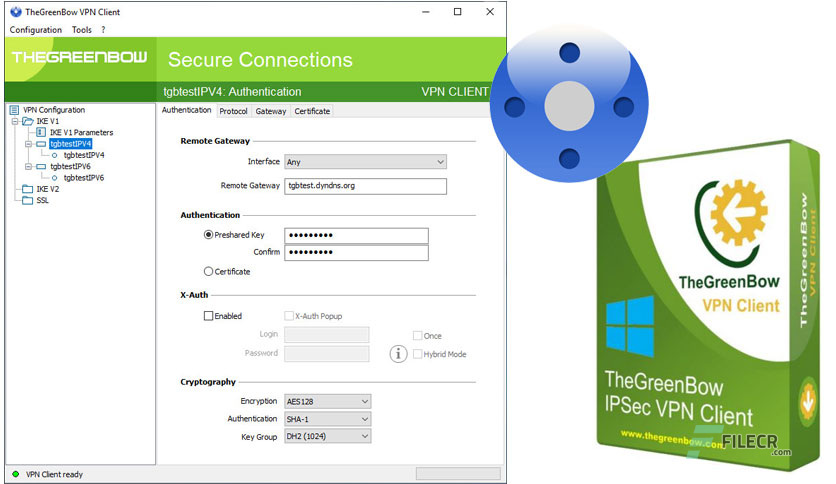 TheGreenBow VPN Client
Configuration Tools ?
THEGREENBOW
Secure Connections
tgbtestIPV4: Authentication
VPN CLIENT
VPN Configuration
IKE V1
IKE V1 Parameters
tgbtestIPV4
tgbtestIPV4
tgbtestIPV6
tgbtestIPV6
IKE V2
SSL
Authentication Protocol Gateway Certificate
Remote Gateway
Interface Any
Remote Gateway tgbtest.dyndns.org
Authentication
Preshared Key •••••••••
Confirm •••••••••
Certificate
X-Auth
Enabled X-Auth Popup
Login Once
Password Hybrid Mode
Cryptography
Encryption AES128
Authentication SHA-1
Key Group DH2 (1024)
VPN Client ready
TheGreenBow
VPN Client
TheGreenBow
VPN Client
TheGreenBow
IPSec VPN Client
www.thegreenbow.com
FILECR
.com